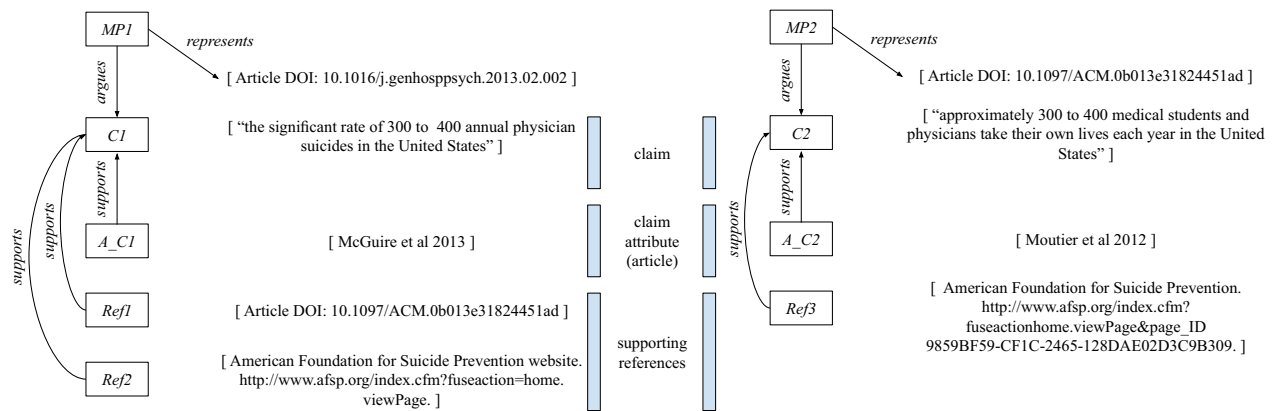 MP1
represents
argues
[ Article DOI: 10.1016/j.genhosppsych.2013.02.002 ]
C1
[ “the significant rate of 300 to 400 annual physician
suicides in the United States” ]
supports
supports
supports
A_C1
[ McGuire et al 2013 ]
Ref1
[ Article DOI: 10.1097/ACM.0b013e31824451ad ]
Ref2
[ American Foundation for Suicide Prevention website.
http://www.afsp.org/index.cfm?fuseaction=home.
viewPage. ]
claim
claim
attribute
(article)
supporting
references
MP2
represents
argues
[ Article DOI: 10.1097/ACM.0b013e31824451ad ]
C2
[ “approximately 300 to 400 medical students and
physicians take their own lives each year in the United
States” ]
supports
supports
A_C2
[ Moutier et al 2012 ]
Ref3
[ American Foundation for Suicide Prevention.
http://www.afsp.org/index.cfm?
fuseactionhome.viewPage&page_ID
9859BF59-CF1C-2465-128DAE02D3C9B309. ]